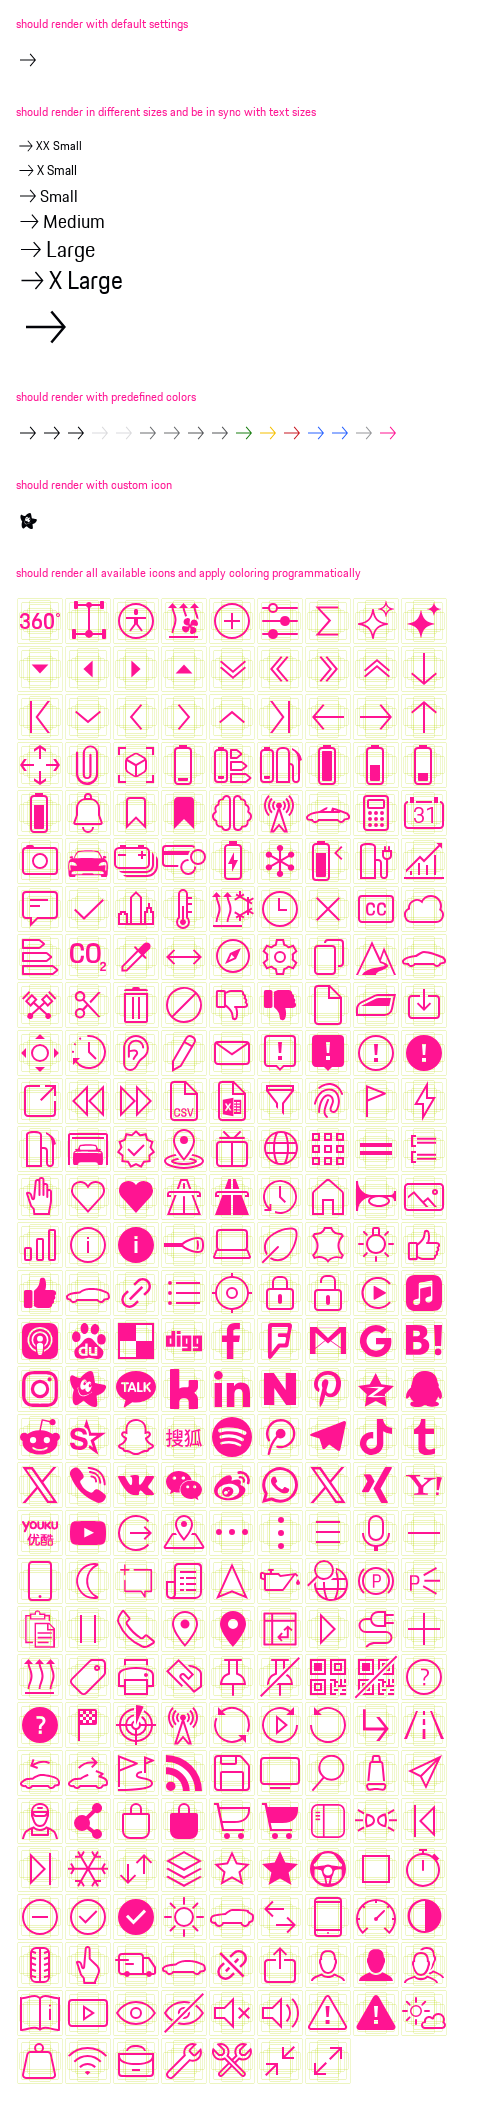 should render with default settings
should render in different sizes and be in sync with text sizes
XX Small
X Small
Small
Medium
Large
X Large
should render with predefined colors
should render with custom icon
should render all available icons and apply coloring programmatically
360°
31
CC
CO2
CSV
X
du
digg
B!
TALK
in
搜狐
Y!
YOUKU
优酷
P
P
?
?